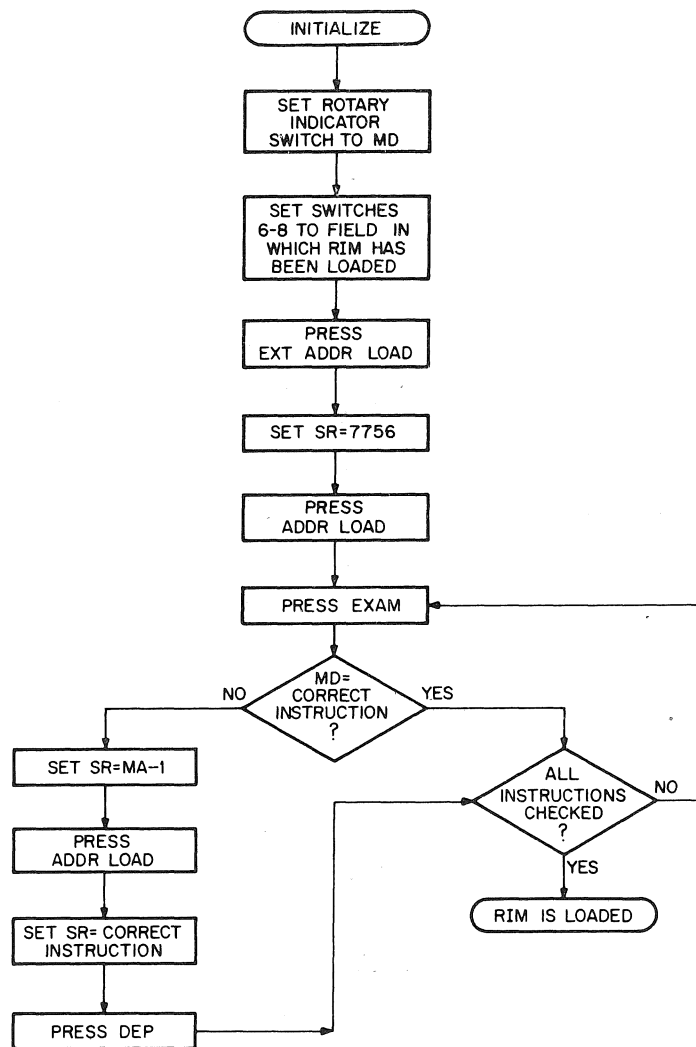 INITIALIZE
SET ROTARY
INDICATOR
SWITCH TO MD
SET SWITCHES
6-8 TO FIELD IN
WHICH RIM HAS
BEEN LOADED
PRESS
EXT ADDR LOAD
SET SR=7756
PRESS
ADDR LOAD
PRESS EXAM
MD=
CORRECT
INSTRUCTION
?
NO
YES
SET SR=MA-1
PRESS
ADDR LOAD
SET SR= CORRECT
INSTRUCTION
PRESS DEP
ALL
INSTRUCTIONS
CHECKED
?
NO
YES
RIM IS LOADED